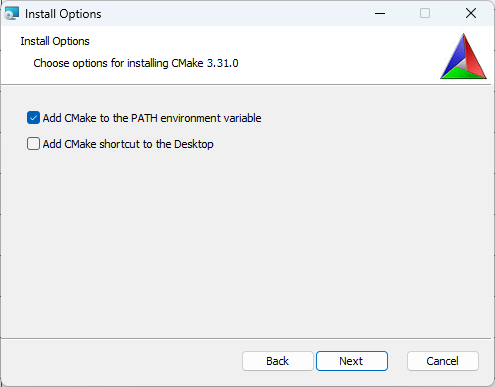 Install Options
Install Options
Choose options for installing CMake 3.31.0
Add CMake to the PATH environment variable
Add CMake shortcut to the Desktop
Back Next Cancel